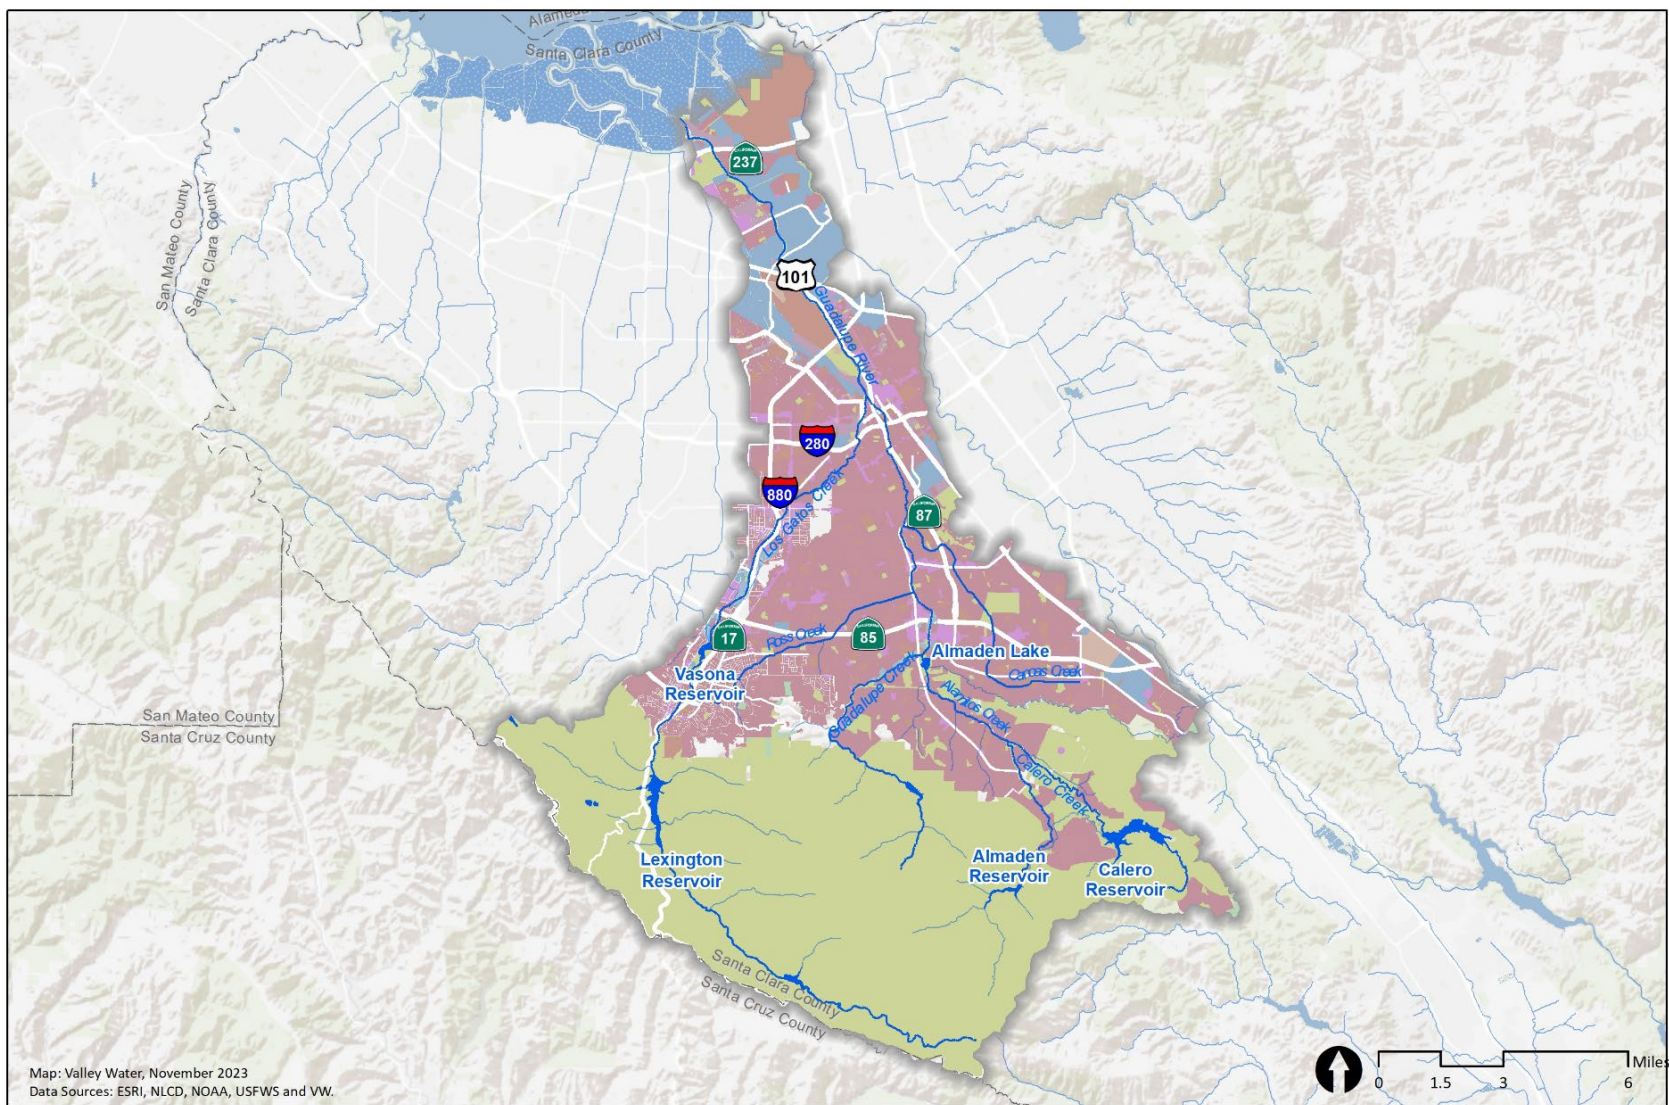 Alameda
Santa Clara County
237
101
Guadalupe River
San Mateo County
Santa Clara County
280
880
Los Gatos Creek
87
17
Ross Creek
85
Almaden Lake
Vasona
Reservoir
Guadalupe Creek
Canoas Creek
Alamitos Creek
San Mateo County
Santa Cruz County
Calero Creek
Lexington
Reservoir
Almaden
Reservoir
Calero
Reservoir
Santa Clara County
Santa Cruz County
Map: Valley Water, November 2023
Data Sources: ESRI, NLCD, NOAA, USFWS and VW.
Miles
0 1.5 3 6